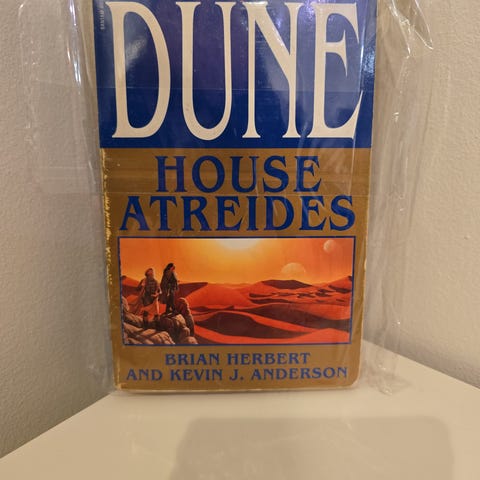 DUNE
HOUSE
ATREIDES
BRIAN HERBERT
AND KEVIN J. ANDERSON